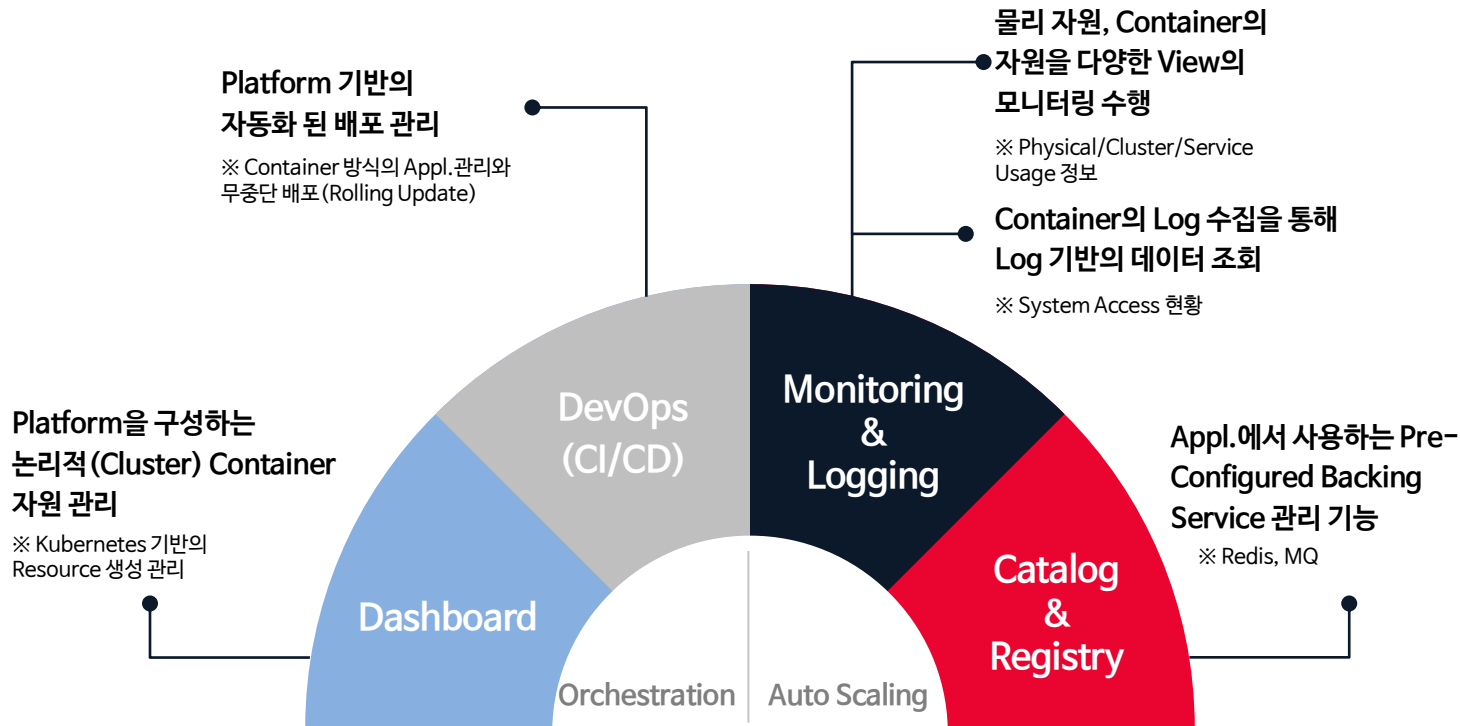 Platform 기반의
자동화 된 배포 관리
※ Container 방식의 Appl.관리와
무중단 배포(Rolling Update)
물리 자원, Container의
자원을 다양한 View의
모니터링 수행
※ Physical/Cluster/Service
Usage 정보
Container의 Log 수집을 통해
Log 기반의 데이터 조회
※ System Access 현황
Platform을 구성하는
논리적(Cluster) Container
자원 관리
※ Kubernetes 기반의
Resource 생성 관리
DevOps
(CI/CD)
Monitoring
&
Logging
Appl.에서 사용하는 Pre-
Configured Backing
Service 관리 기능
※ Redis, MQ
Dashboard
Catalog
&
Registry
Orchestration
Auto Scaling